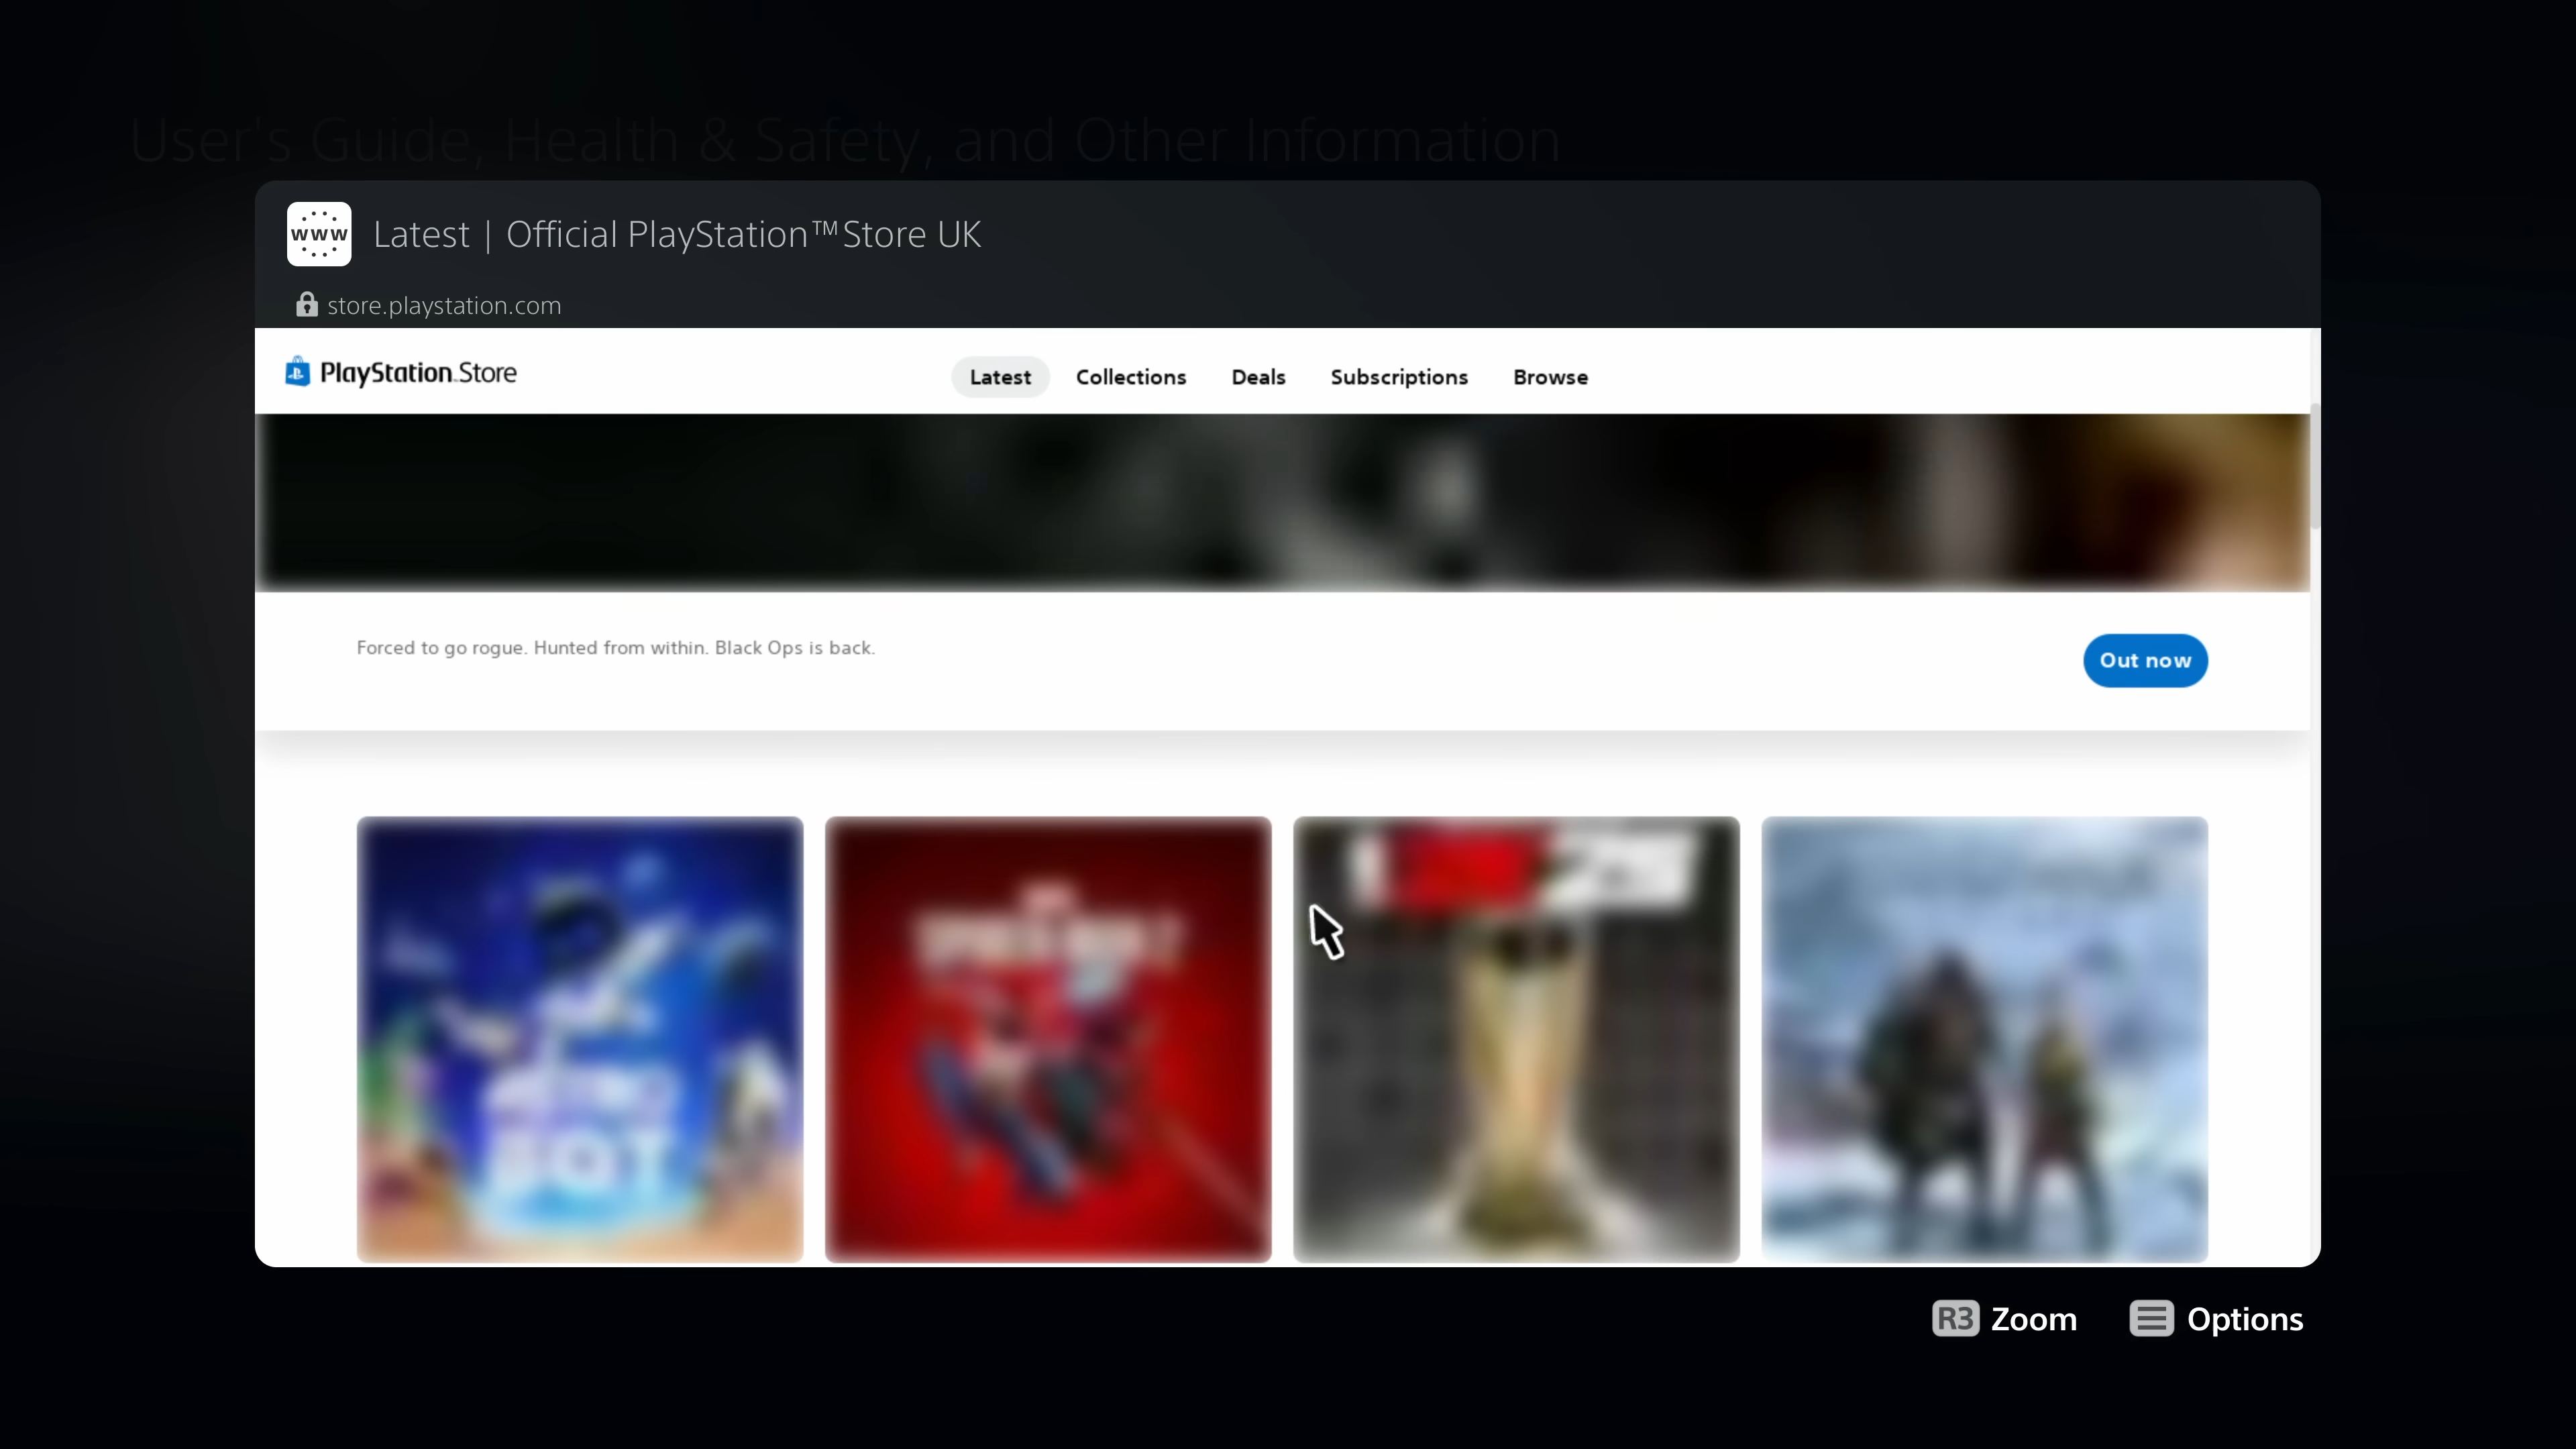 User's Guide, Health & Safety, and Other Information
www
Latest | Official PlayStation™Store UK
store.playstation.com
PlayStation Store
Latest
Collections
Deals
Subscriptions
Browse
Forced to go rogue. Hunted from within. Black Ops is back.
Out now
BOT
R3 Zoom
Options